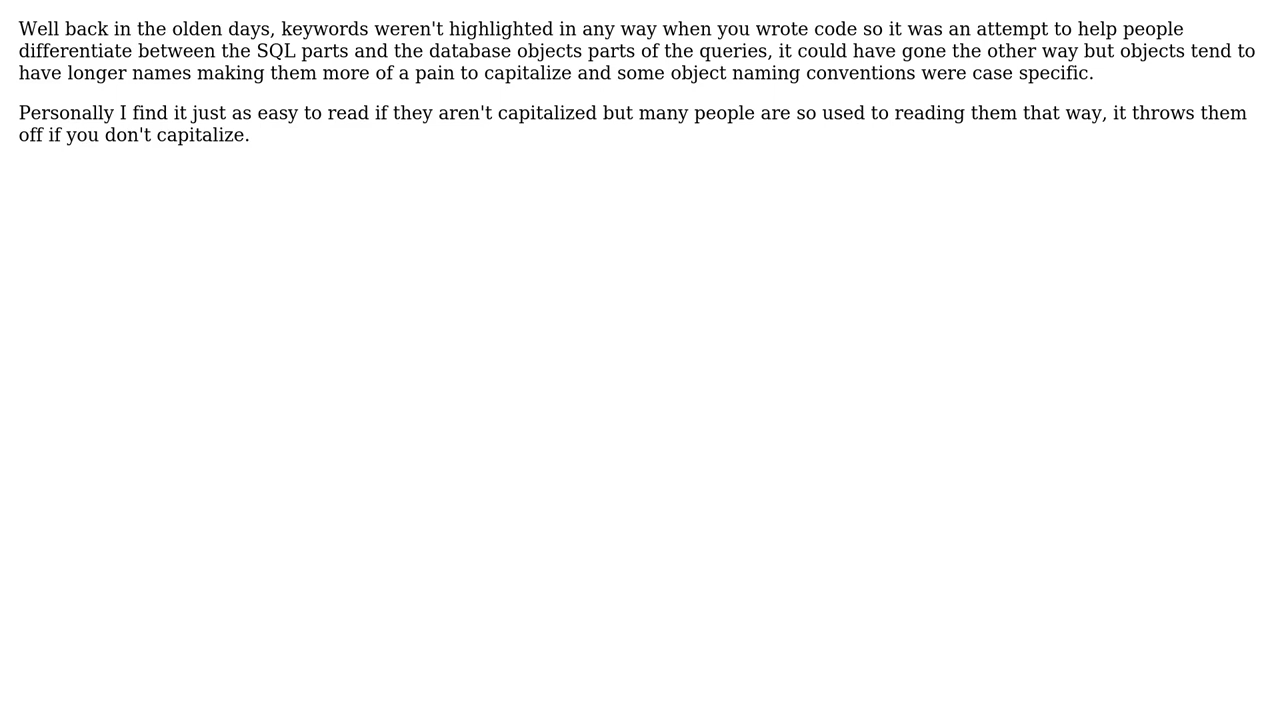 Well back in the olden days, keywords weren't highlighted in any way when you wrote code so it was an attempt to help people
differentiate between the SQL parts and the database objects parts of the queries, it could have gone the other way but objects tend to
have longer names making them more of a pain to capitalize and some object naming conventions were case specific.
Personally I find it just as easy to read if they aren't capitalized but many people are so used to reading them that way, it throws them
off if you don't capitalize.